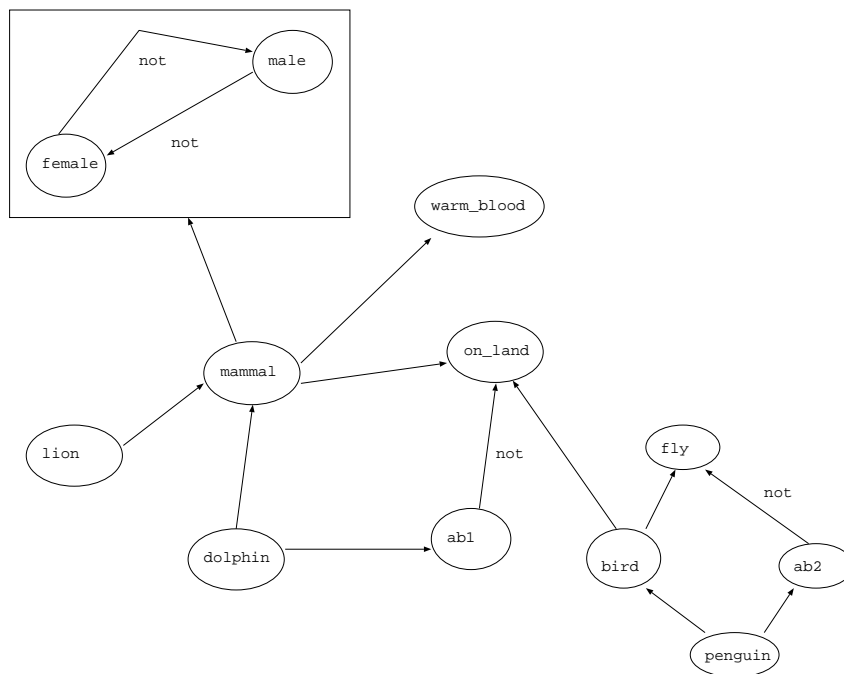 not
male
not
female
warm_blood
on_land
mammal
lion
fly
not
not
ab1
dolphin
bird
ab2
penguin